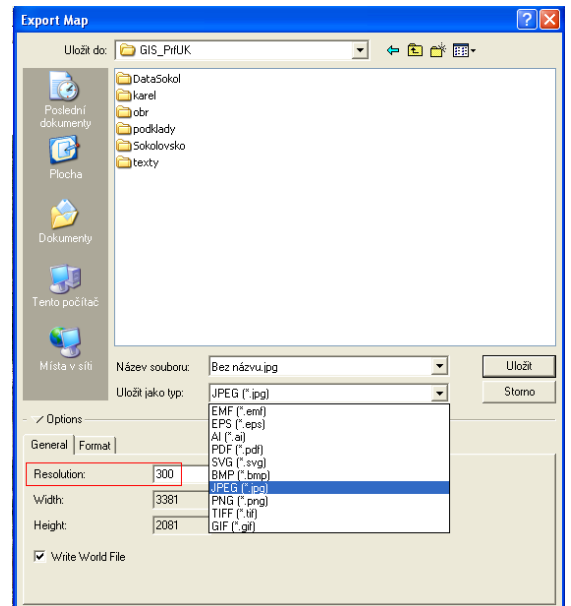 Export Map
Uložit do:
GIS_PrfUK
DataSokol
karel
obr
podklady
Sokolovsko
texty
Poslední
dokumenty
Plocha
Dokumenty
Tento počítač
Místa v síti
Název souboru:
Bez názvu.jpg
Uložit
Uložit jako typ:
JPEG (*.jpg)
Storno
EMF (*.emf)
EPS (*.eps)
AI (*.ai)
PDF (*.pdf)
SVG (*.svg)
BMP (*.bmp)
JPEG (*.jpg)
PNG (*.png)
TIFF (*.tif)
GIF (*.gif)
Options
General
Format
Resolution:
300
Width:
3381
Height:
2081
Write World File